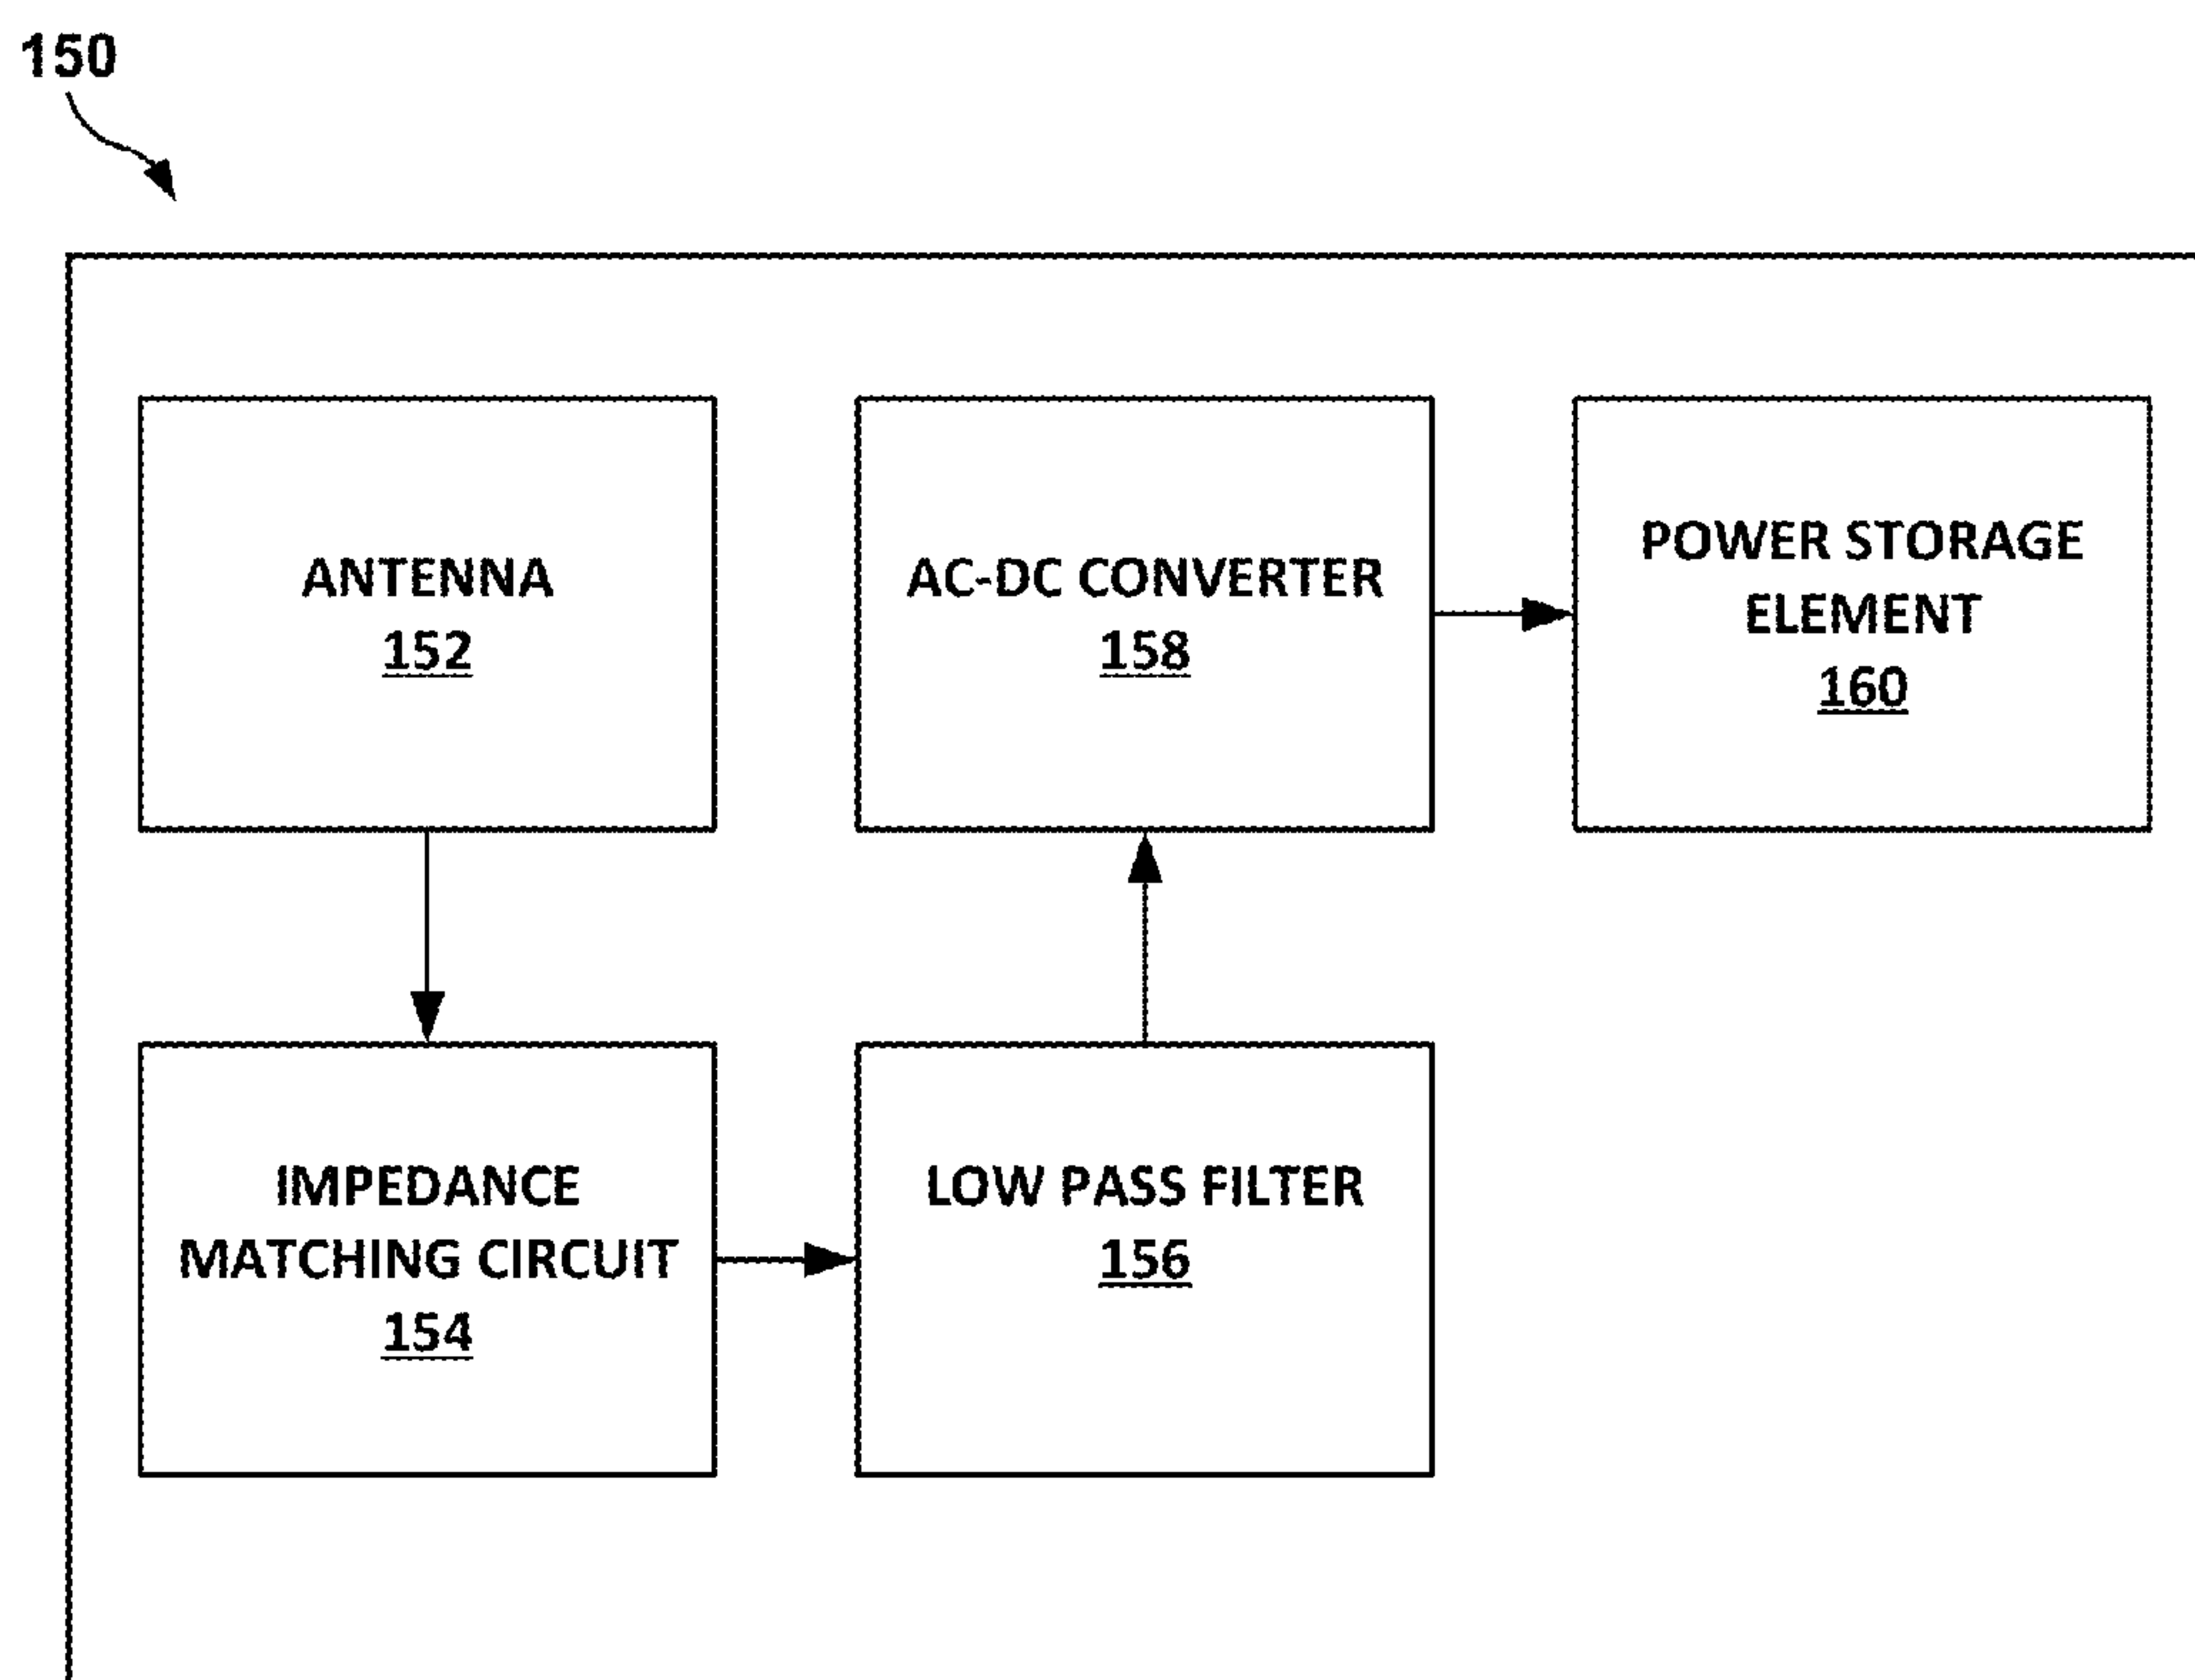 150
ANTENNA
152
AC-DC CONVERTER
158
POWER STORAGE
ELEMENT
160
IMPEDANCE
MATCHING CIRCUIT
154
LOW PASS FILTER
156